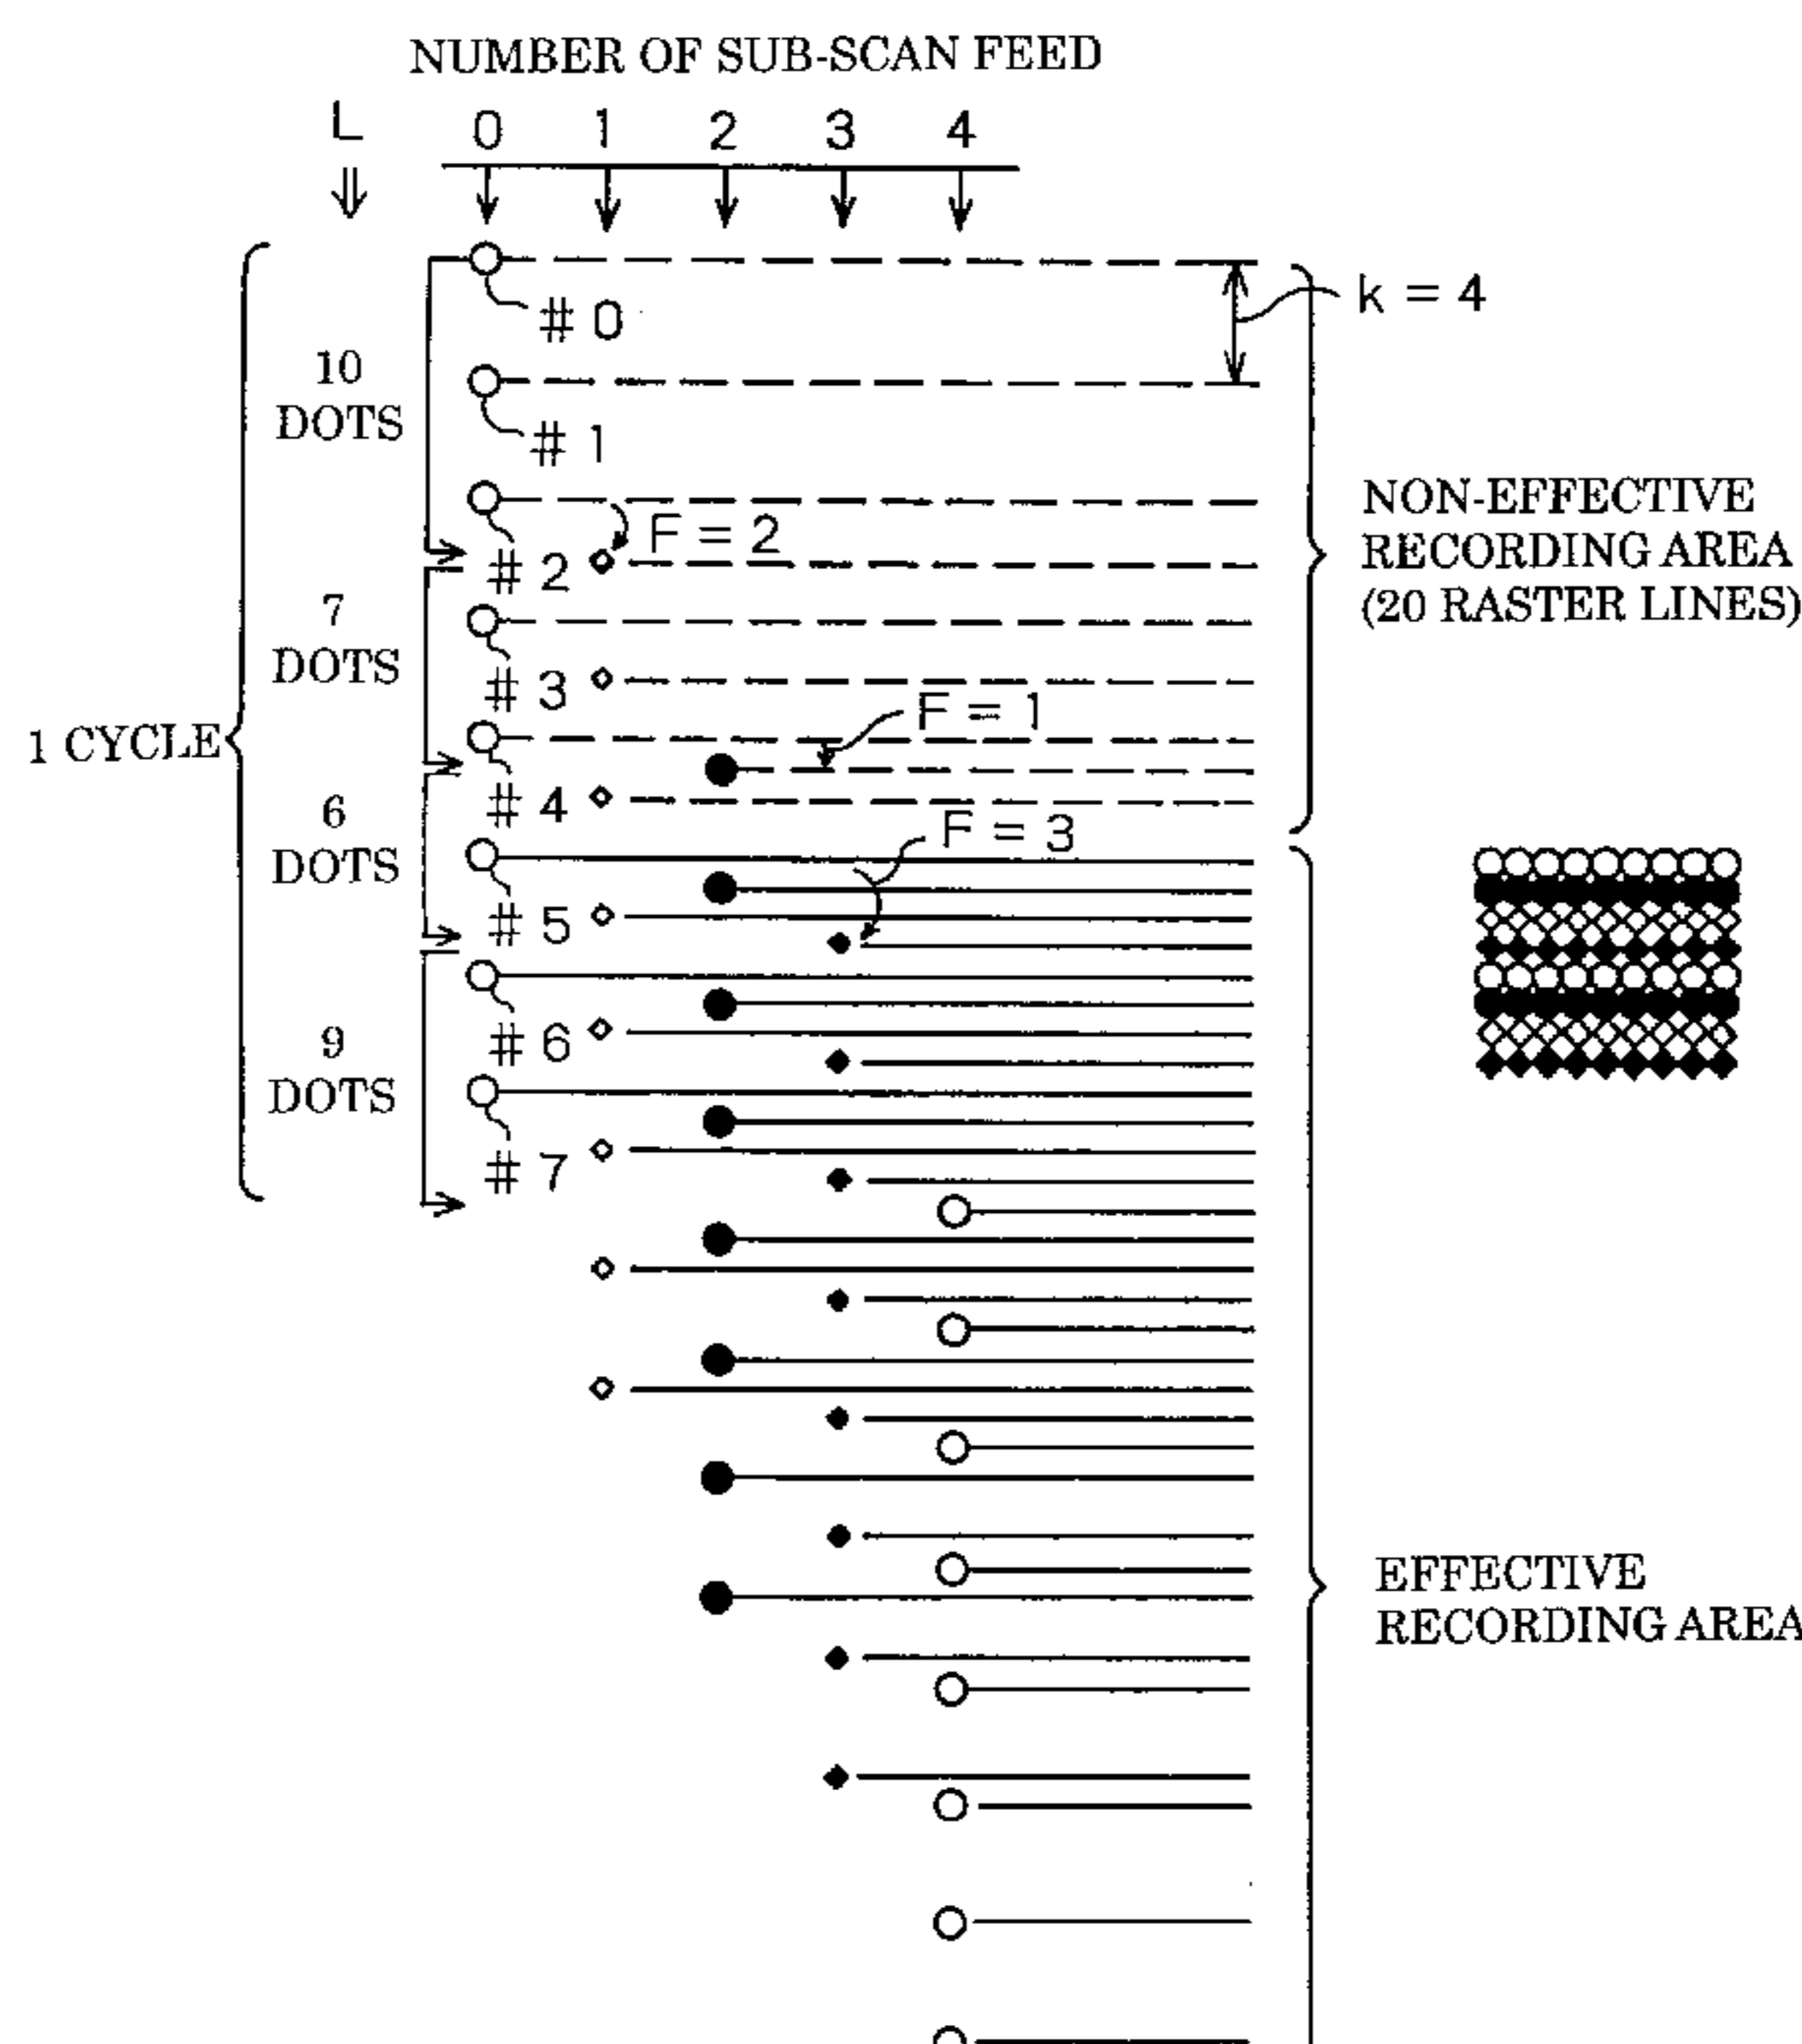 NUMBER OF SUB-SCAN FEED
L 0 1 2 3 4
k = 4
# 0
10
DOTS
# 1
NON-EFFECTIVE
RECORDING AREA
(20 RASTER LINES)
F = 2
# 2
7
DOTS
# 3
F = 1
1 CYCLE
# 4
6
DOTS
F = 3
# 5
9
DOTS
# 6
# 7
EFFECTIVE
RECORDING AREA